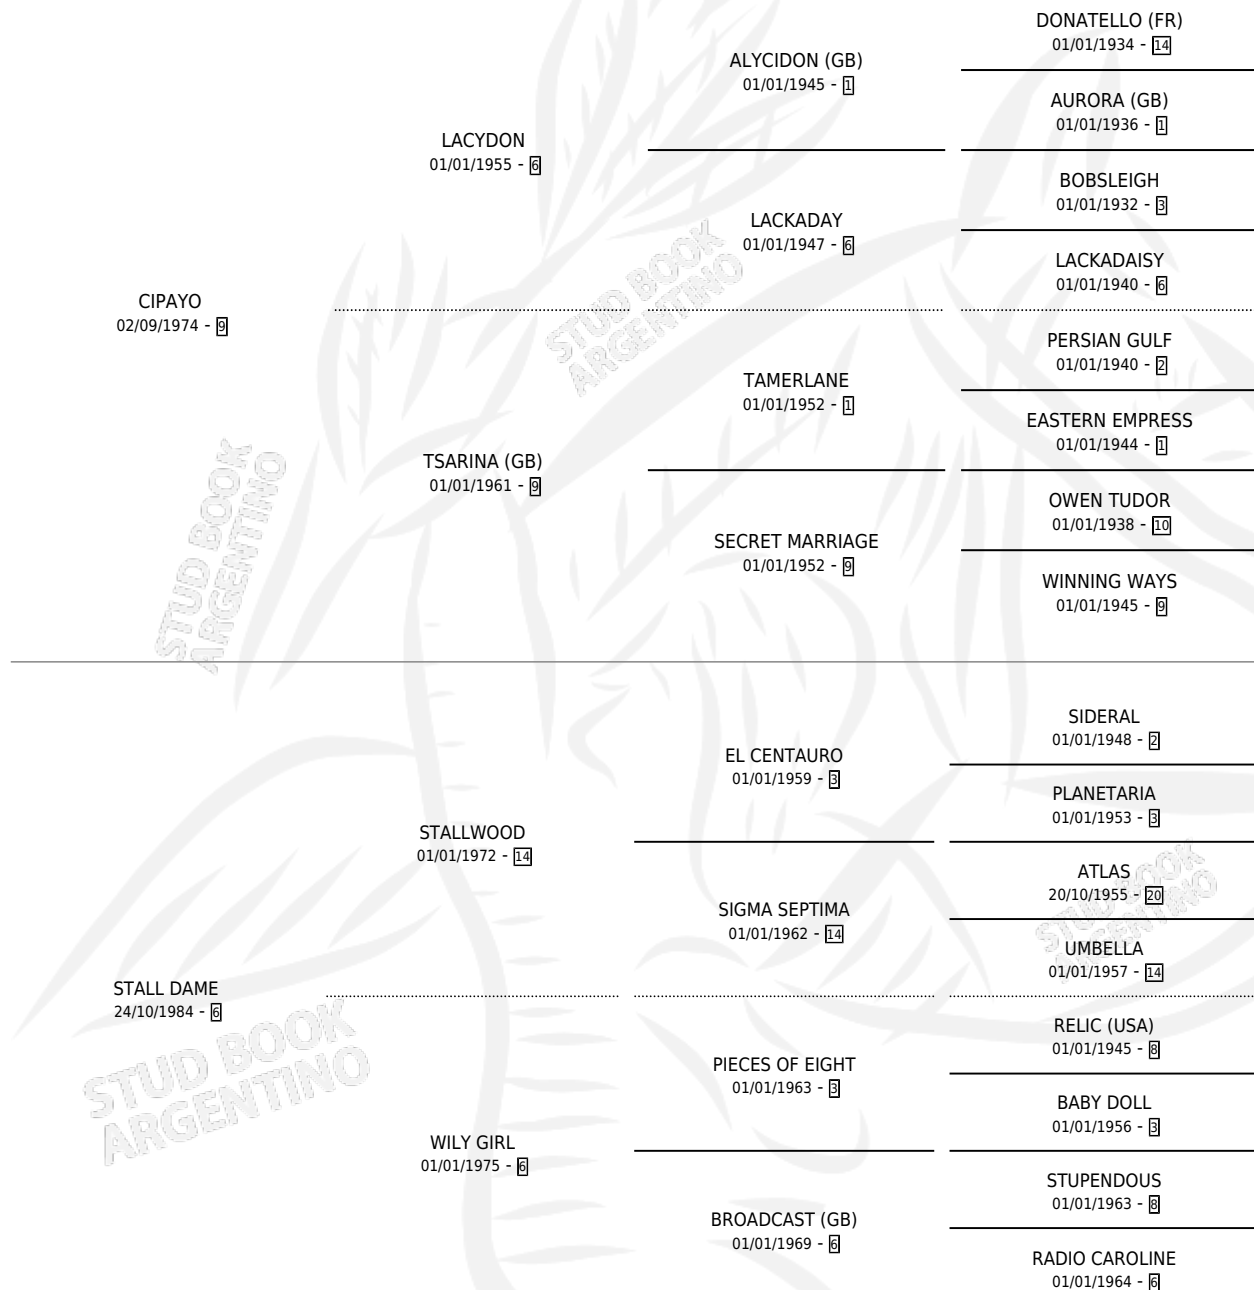 DONATELLO (FR)
01/01/1934 - 14
ALYCIDON (GB)
01/01/1945 - 1
AURORA (GB)
01/01/1936 - 1
LACYDON
01/01/1955 - 6
BOBSLEIGH
01/01/1932 - 3
LACKADAY
01/01/1947 - 6
LACKADAISY
01/01/1940 - 6
CIPAYO
02/09/1974 - 9
STUD BOOK
ARGENTINO
PERSIAN GULF
01/01/1940 - 2
TAMERLANE
01/01/1952 - 1
EASTERN EMPRESS
01/01/1944 - 1
TSARINA (GB)
01/01/1961 - 9
OWEN TUDOR
01/01/1938 - 10
SECRET MARRIAGE
01/01/1952 - 9
WINNING WAYS
01/01/1945 - 9
STUD BOOK
ARGENTINO
SIDERAL
01/01/1948 - 2
EL CENTAURO
01/01/1959 - 3
PLANETARIA
01/01/1953 - 3
STALLWOOD
01/01/1972 - 14
ATLAS
20/10/1955 - 20
SIGMA SEPTIMA
01/01/1962 - 14
UMBELLA
01/01/1957 - 14
STUD BOOK
ARGENTINO
STALL DAME
24/10/1984 - 6
STUD BOOK
ARGENTINO
RELIC (USA)
01/01/1945 - 8
PIECES OF EIGHT
01/01/1963 - 3
BABY DOLL
01/01/1956 - 3
WILY GIRL
01/01/1975 - 6
STUPENDOUS
01/01/1963 - 8
BROADCAST (GB)
01/01/1969 - 6
RADIO CAROLINE
01/01/1964 - 6